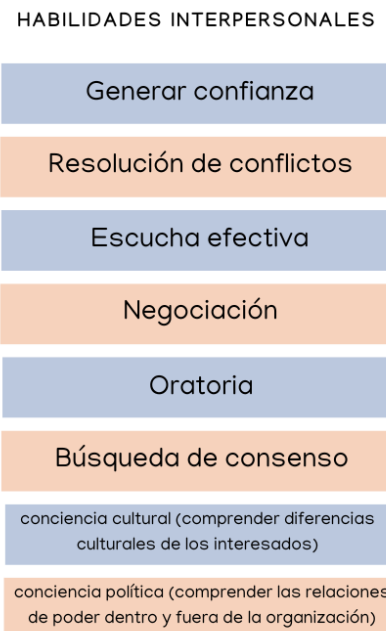 HABILIDADES INTERPERSONALES
Generar confianza
Resolución de conflictos
Escucha efectiva
Negociación
Oratoria
Búsqueda de consenso
conciencia cultural (comprender diferencias
culturales de los interesados)
conciencia política (comprender las relaciones
de poder dentro y fuera de la organización)